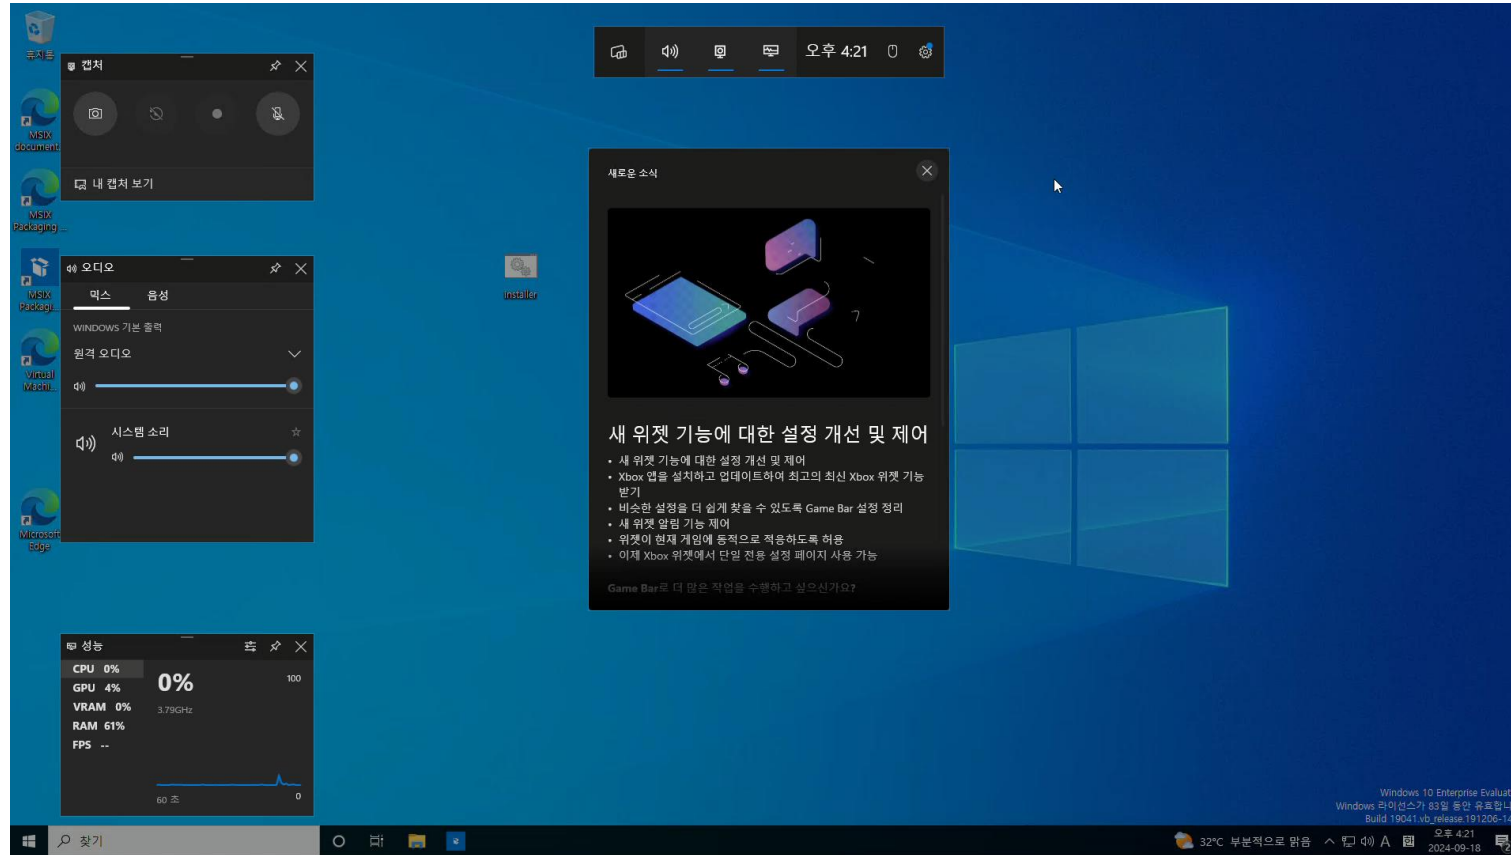 휴지통
MSIX
document.
MSIX
Packaging ...
MSIX
Packagi...
Virtual
Machi...
Microsoft
Edge
캡처
내 캡처 보기
오디오
믹스 음성
WINDOWS 기본 출력
원격 오디오
시스템 소리
성능
CPU 0%
GPU 4%
VRAM 0%
RAM 61%
FPS --
0%
3.79GHz
100
60 초
0
Installer
오후 4:21
새로운 소식
새 위젯 기능에 대한 설정 개선 및 제어
• 새 위젯 기능에 대한 설정 개선 및 제어
• Xbox 앱을 설치하고 업데이트하여 최고의 최신 Xbox 위젯 기능
받기
• 비슷한 설정을 더 쉽게 찾을 수 있도록 Game Bar 설정 정리
• 새 위젯 알림 기능 제어
• 위젯이 현재 게임에 동적으로 적응하도록 허용
• 이제 Xbox 위젯에서 단일 전용 설정 페이지 사용 가능
Game Bar로 더 많은 작업을 수행하고 싶으신가요?
Windows 10 Enterprise Evaluat
Windows 라이선스가 83일 동안 유효합니
Build 19041.vb_release.191206-14
찾기
32°C 부분적으로 맑음
A
오후 4:21
2024-09-18